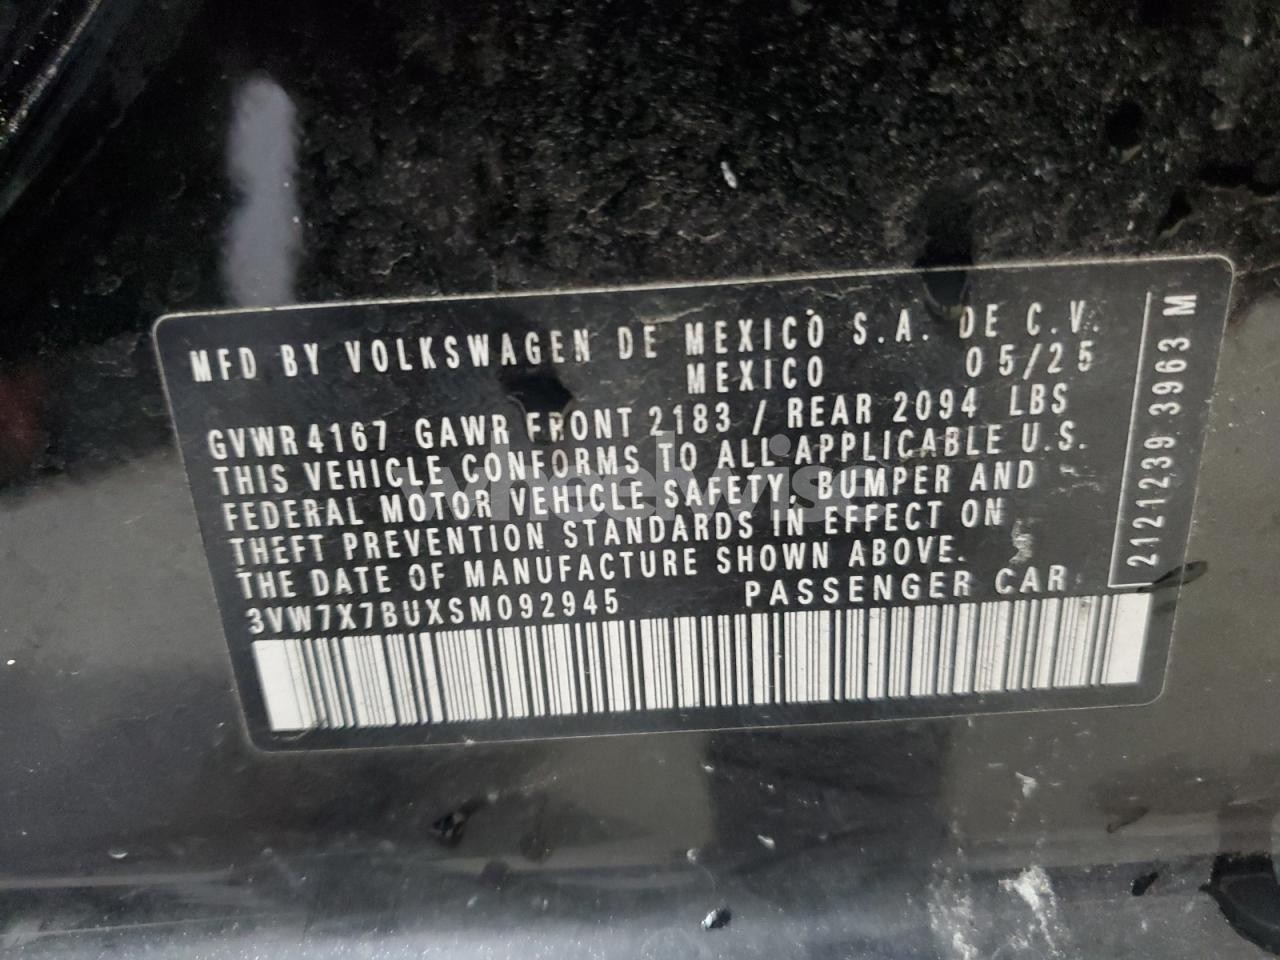 MFD BY VOLKSWAGEN DE MEXICO S.A. DE C.V.
MEXICO 05/25
GVWR 4167 GAWR FRONT 2183 / REAR 2094 LBS
THIS VEHICLE CONFORMS TO ALL APPLICABLE U.S.
FEDERAL MOTOR VEHICLE SAFETY, BUMPER AND
THEFT PREVENTION STANDARDS IN EFFECT ON
THE DATE OF MANUFACTURE SHOWN ABOVE.
3VW7X7BUXSM092945 PASSENGER CAR
2121239 3963 M
wheelwise